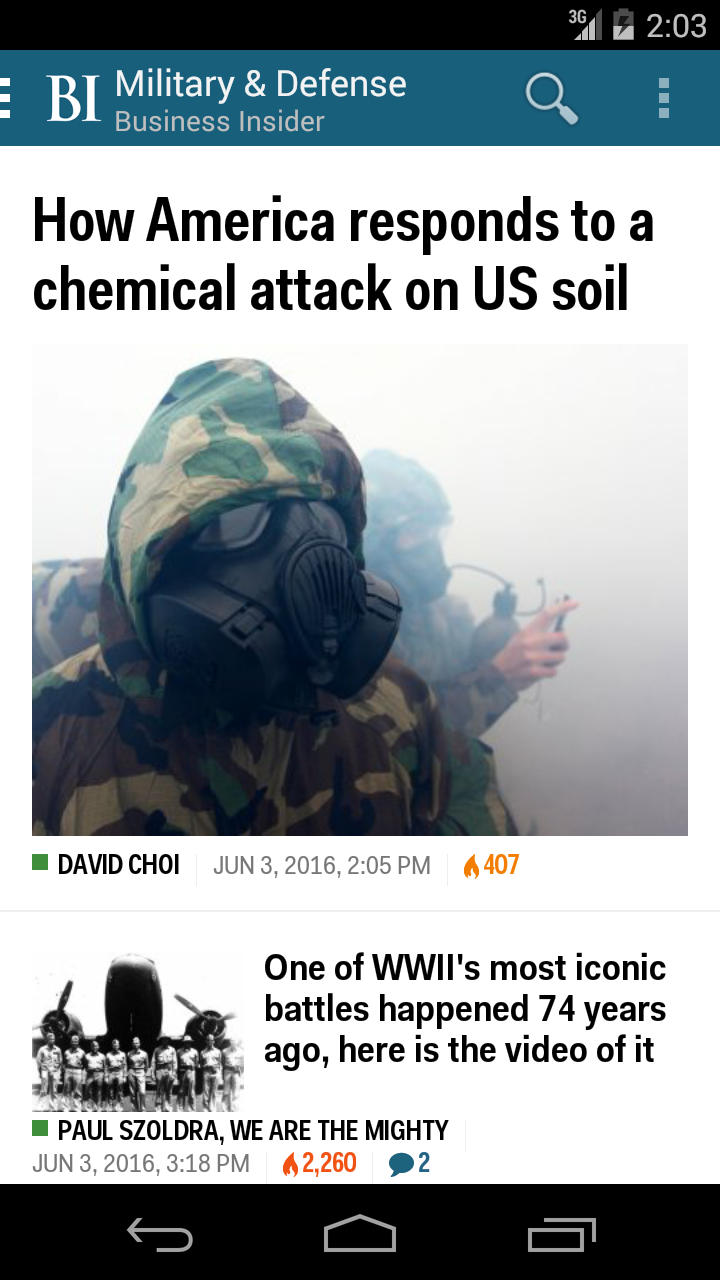 3G 2:03
BI Military & Defense
Business Insider
How America responds to a
chemical attack on US soil
DAVID CHOI JUN 3, 2016, 2:05 PM 407
One of WWII's most iconic
battles happened 74 years
ago, here is the video of it
PAUL SZOLDRA, WE ARE THE MIGHTY
JUN 3, 2016, 3:18 PM 2,260 2